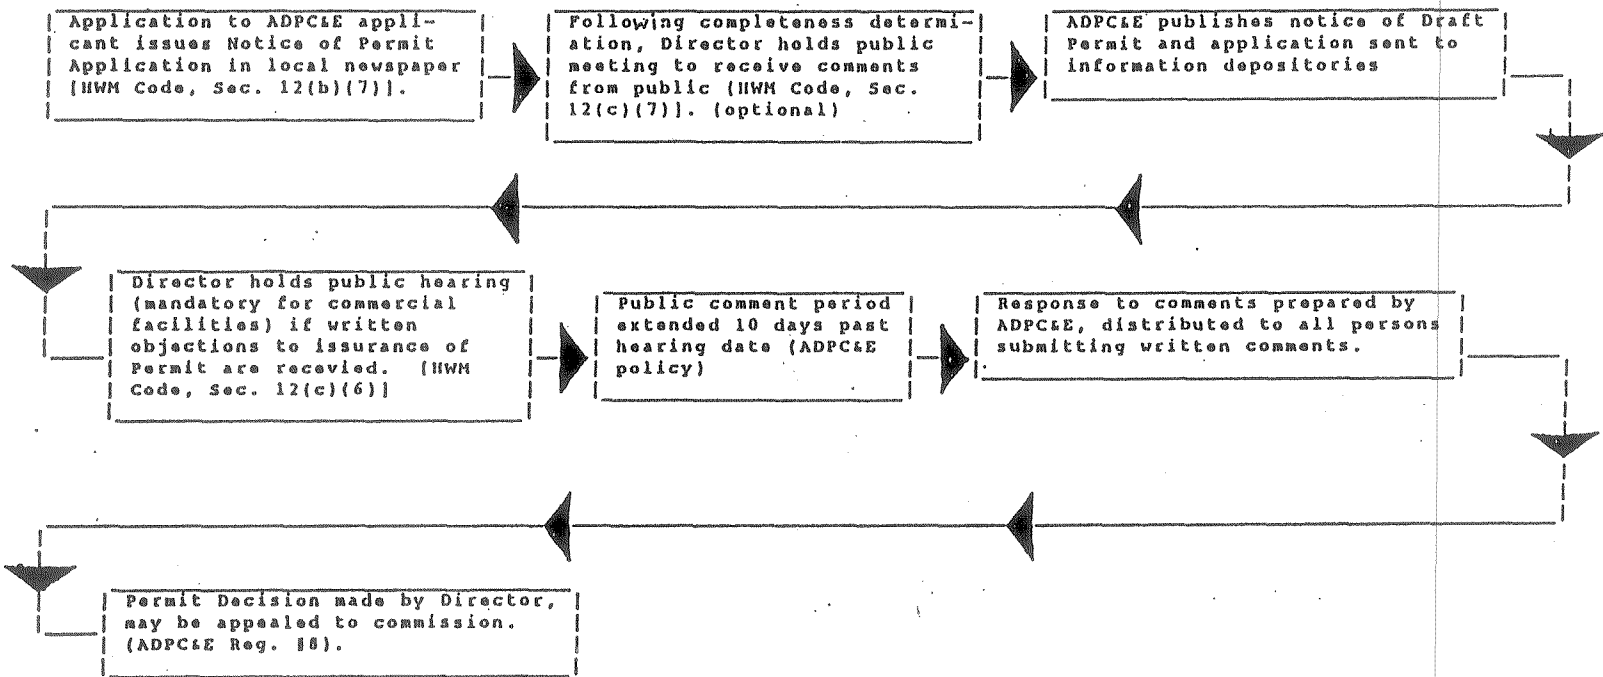 Application to ADPC&E appli-
cant issues Notice of Permit
Application in local newspaper
[HWM Code, Sec. 12(b)(7)].
Following completeness determi-
ation, Director holds public
meeting to receive comments
from public [HWM Code, Sec.
12(c)(7)]. (optional)
ADPC&E publishes notice of Draft
Permit and application sent to
information depositories
Director holds public hearing
(mandatory for commercial
facilities) if written
objections to issurance of
Permit are recevied. [HWM
Code, Sec. 12(c)(6)]
Public comment period
extended 10 days past
hearing date (ADPC&E
policy)
Response to comments prepared by
ADPC&E, distributed to all persons
submitting written comments.
Permit Decision made by Director,
may be appealed to commission.
(ADPC&E Reg.